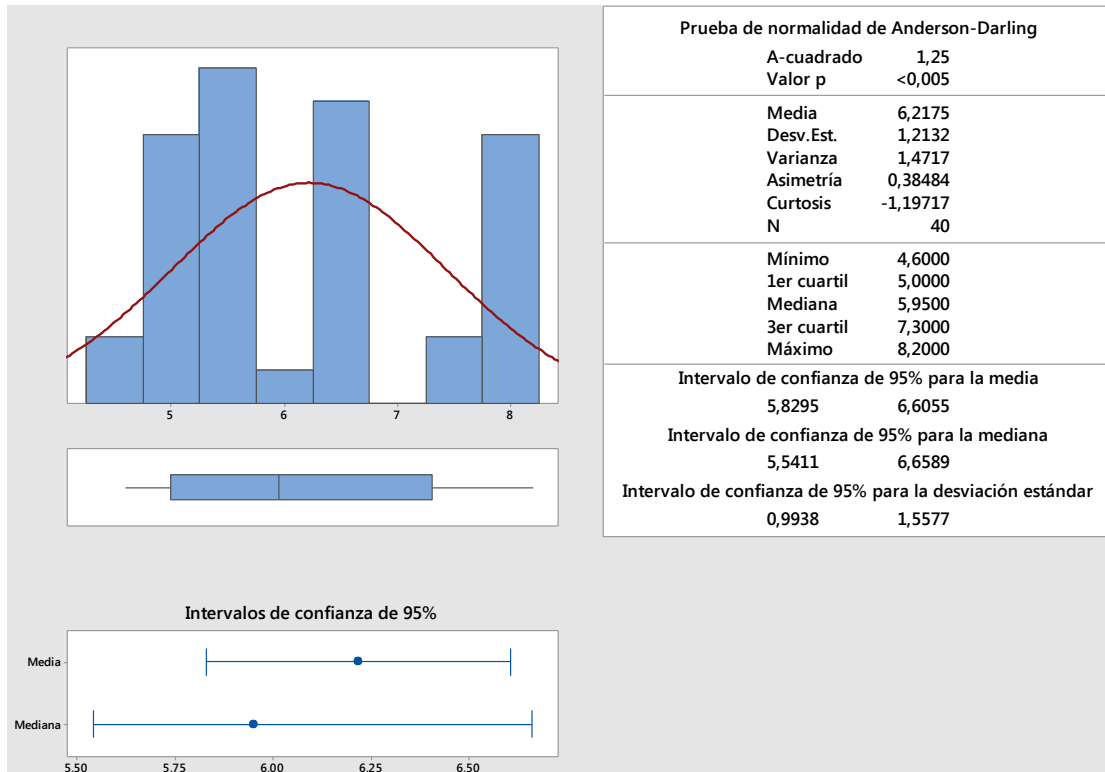 Prueba de normalidad de Anderson-Darling
A-cuadrado 1,25
Valor p <0,005
Media 6,2175
Desv.Est. 1,2132
Varianza 1,4717
Asimetría 0,38484
Curtosis -1,19717
N 40
Mínimo 4,6000
1er cuartil 5,0000
Mediana 5,9500
3er cuartil 7,3000
Máximo 8,2000
Intervalo de confianza de 95% para la media
5,8295 6,6055
Intervalo de confianza de 95% para la mediana
5,5411 6,6589
Intervalo de confianza de 95% para la desviación estándar
0,9938 1,5577
5 6 7 8
Intervalos de confianza de 95%
Media
Mediana
5.50 5.75 6.00 6.25 6.50